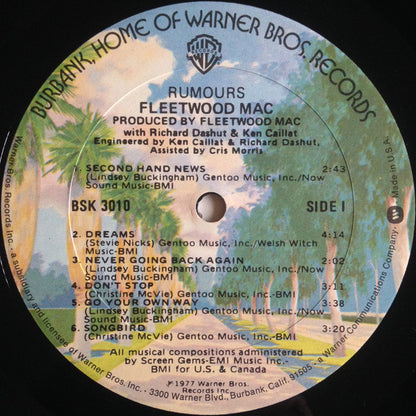 BURBANK, HOME OF WARNER BROS. RECORDS
WB
RUMOURS
FLEETWOOD MAC
PRODUCED BY FLEETWOOD MAC
with Richard Dashut & Ken Caillat
Engineered by Ken Caillat & Richard Dashut,
Assisted by Cris Morris
1. SECOND HAND NEWS 2:43
(Lindsey Buckingham) Gentoo Music, Inc./Now
Sound Music-BMI
BSK 3010 SIDE I
2. DREAMS 4:14
(Stevie Nicks) Gentoo Music, Inc./Welsh Witch
Music-BMI
3. NEVER GOING BACK AGAIN 2:02
(Lindsey Buckingham) Gentoo Music, Inc./Now
Sound Music-BMI
4. DON'T STOP 3:11
(Christine McVie) Gentoo Music, Inc.-BMI
5. GO YOUR OWN WAY 3:38
(Lindsey Buckingham) Gentoo Music, Inc./Now
Sound Music-BMI
6. SONGBIRD 3:20
(Christine McVie) Gentoo Music, Inc.-BMI
All musical compositions administered
by Screen Gems-EMI Music Inc.-
BMI for U.S. & Canada
℗1977 Warner Bros.
Records Inc.
Warner Bros. Records Inc., a subsidiary and licensee of Warner Bros. Inc., - 3300 Warner Blvd., Burbank, Calif. 91505 - a Warner Communications Company.
Made in U.S.A.